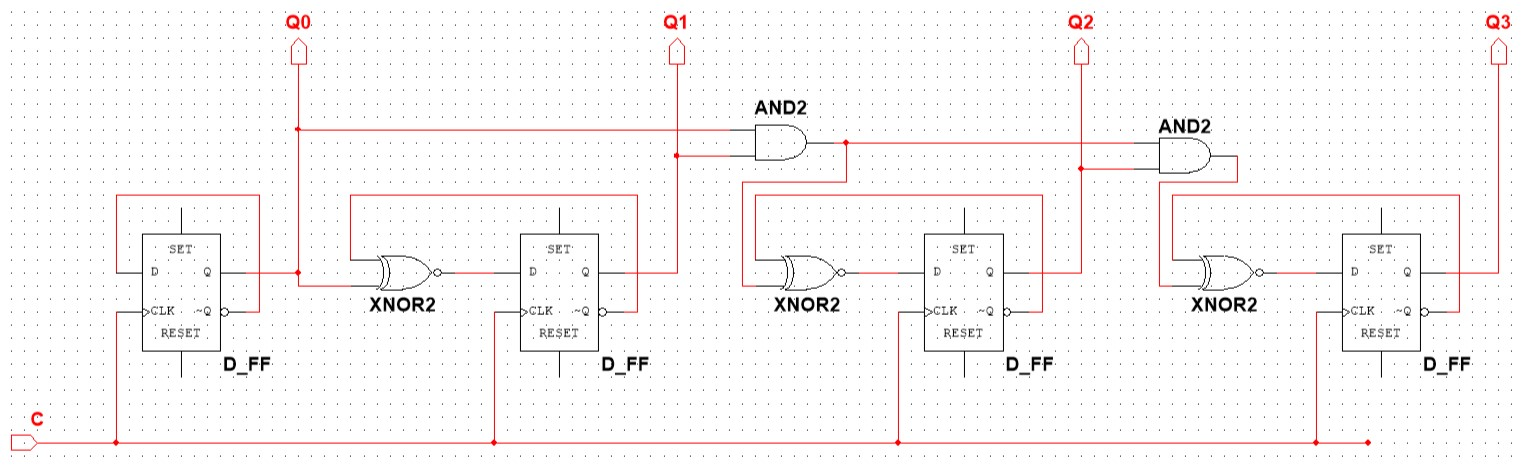 Q0
Q1
Q2
Q3
AND2
AND2
SET
D Q
CLK ~Q
RESET
D_FF
XNOR2
SET
D Q
CLK ~Q
RESET
D_FF
XNOR2
SET
D Q
CLK ~Q
RESET
D_FF
XNOR2
SET
D Q
CLK ~Q
RESET
D_FF
C